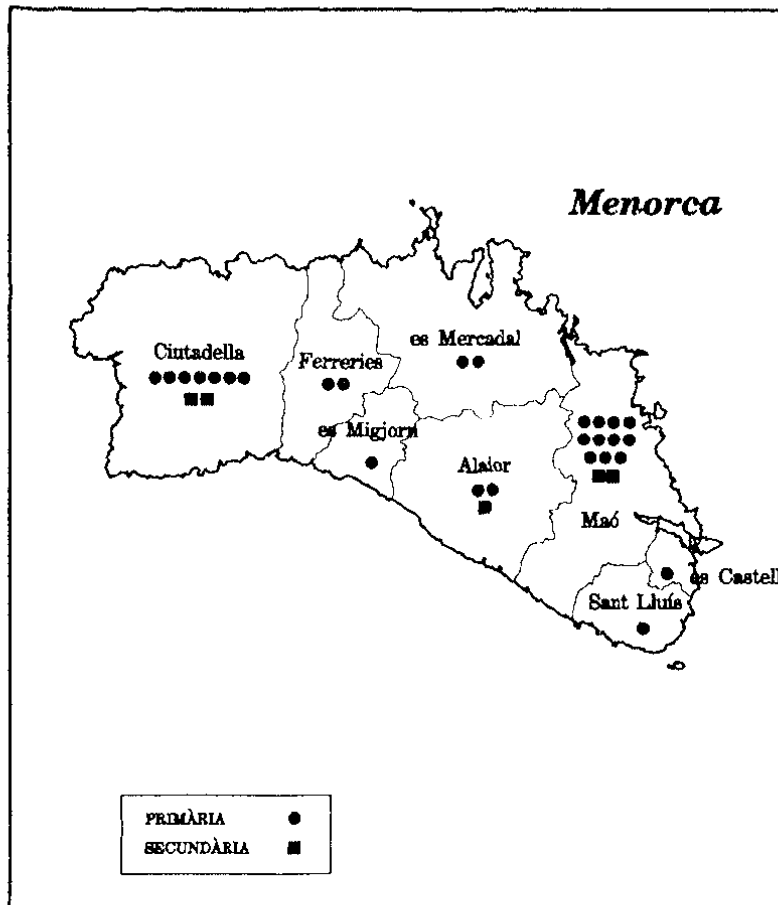 Menorca
es Mercadal
Ciutadella
Ferreries
es Migjorn
Alaior
Maó
es Castell
Sant Lluís
PRIMÀRIA
SECUNDÀRIA